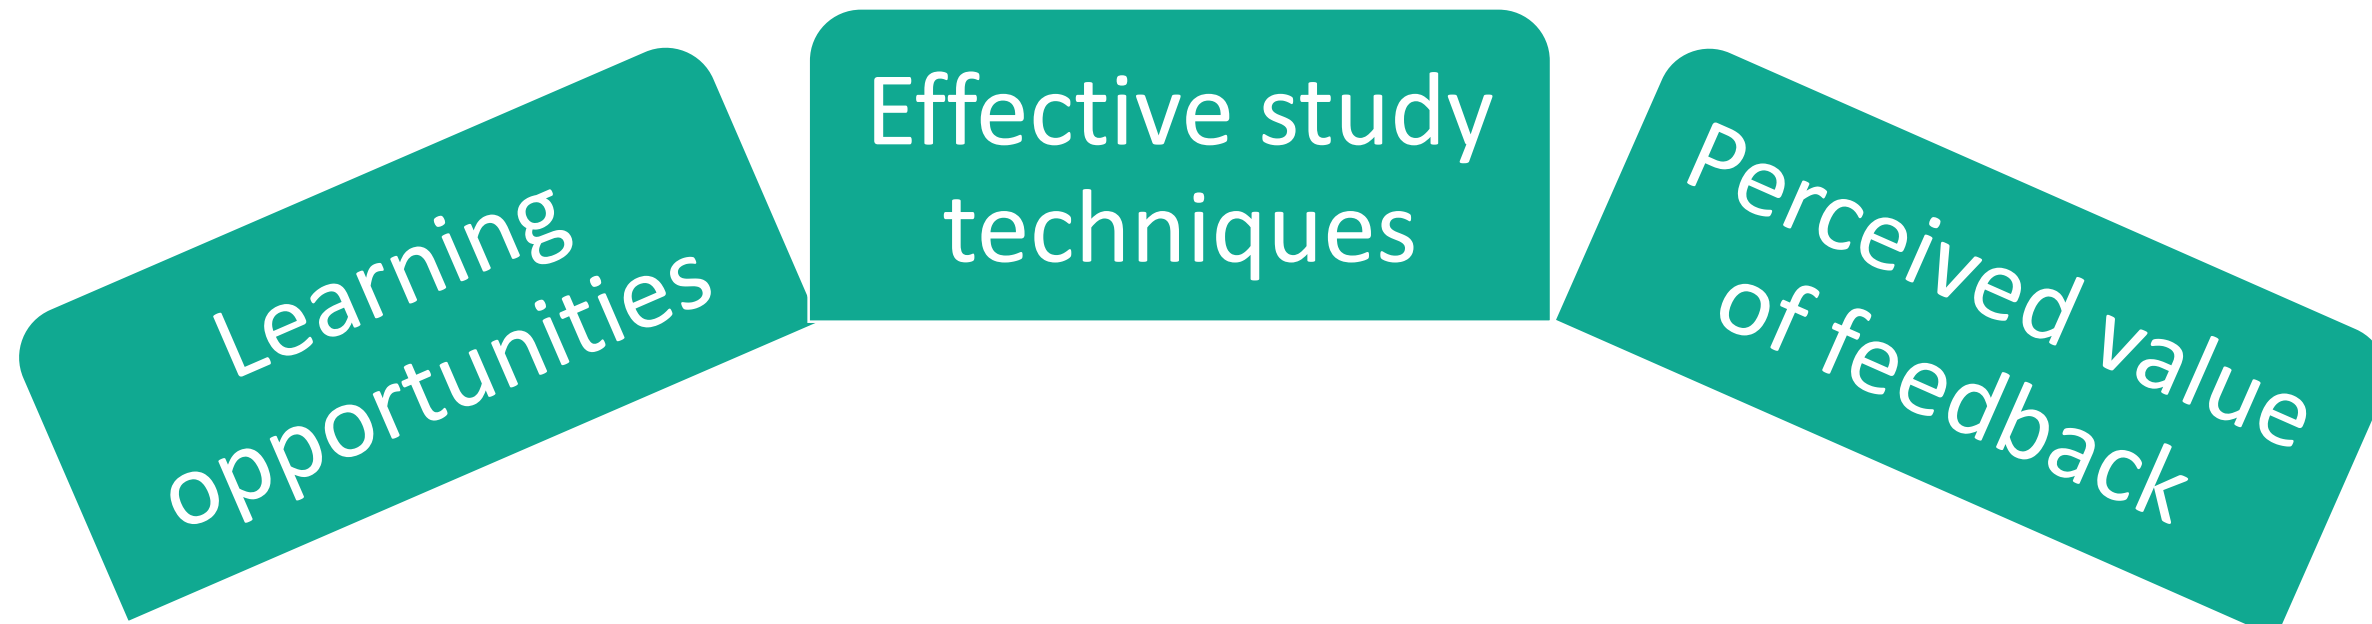 Learning
opportunities
Effective study
techniques
Perceived value
of feedback